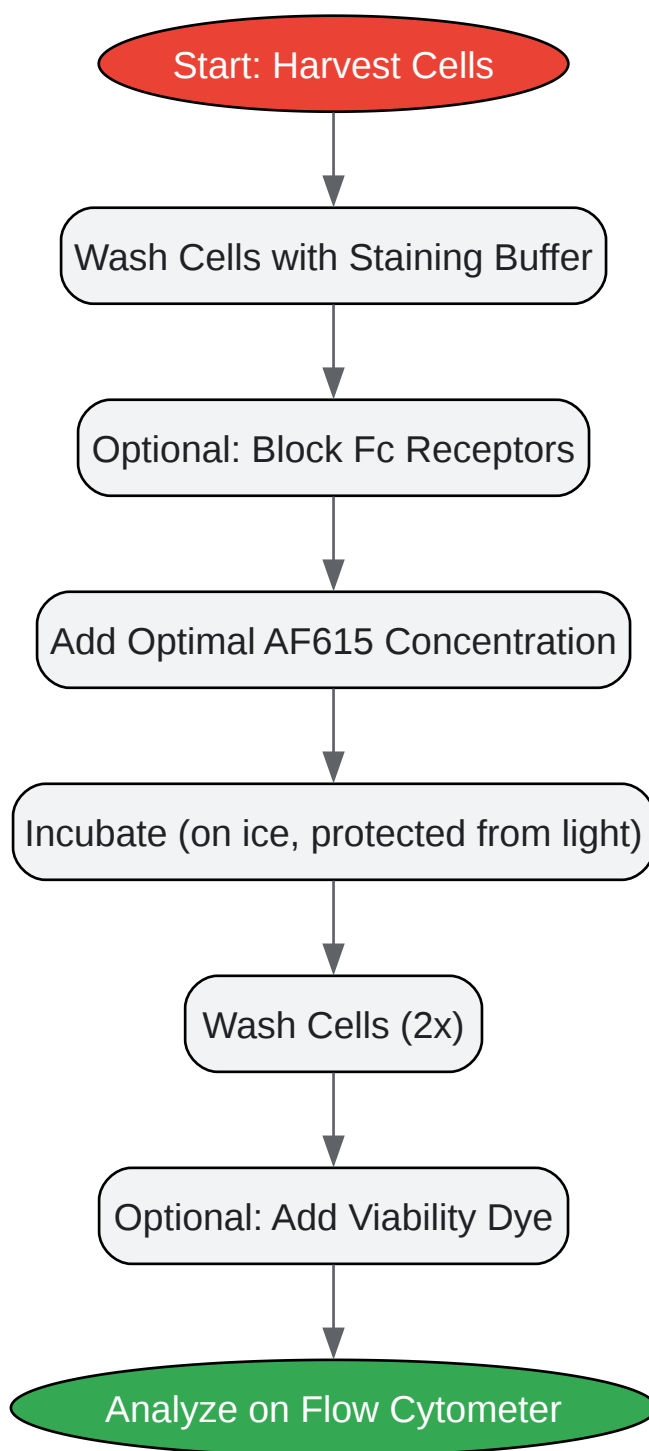 Start: Harvest Cells
Wash Cells with Staining Buffer
Optional: Block Fc Receptors
Add Optimal AF615 Concentration
Incubate (on ice, protected from light)
Wash Cells (2x)
Optional: Add Viability Dye
Analyze on Flow Cytometer